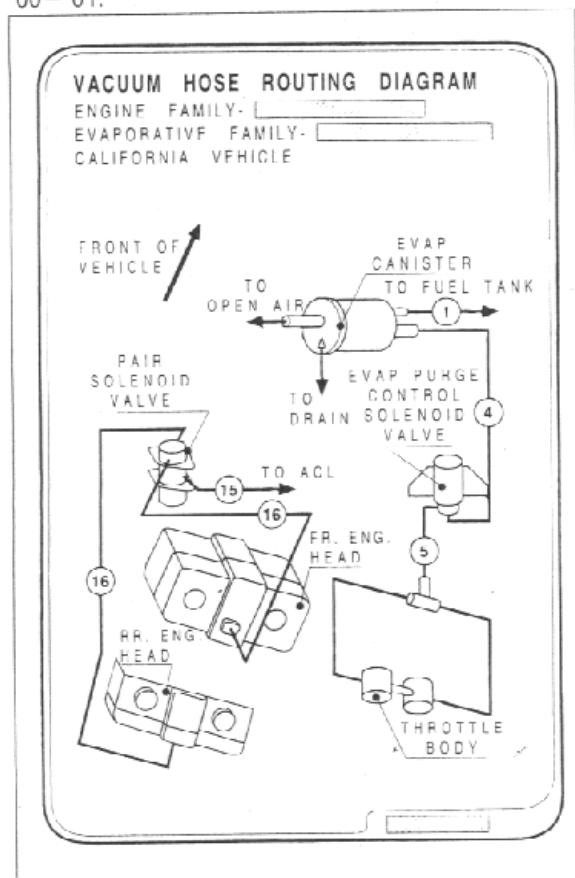 VACUUM HOSE ROUTING DIAGRAM
ENGINE FAMILY-
EVAPORATIVE FAMILY-
CALIFORNIA VEHICLE
FRONT OF
VEHICLE
EVAP
CANISTER
TO
OPEN AIR
TO FUEL TANK
1
PAIR
SOLENOID
VALVE
TO
DRAIN
EVAP PURGE
CONTROL
SOLENOID
VALVE
4
15
TO ACL
16
FR. ENG.
HEAD
5
16
RR. ENG.
HEAD
THROTTLE
BODY